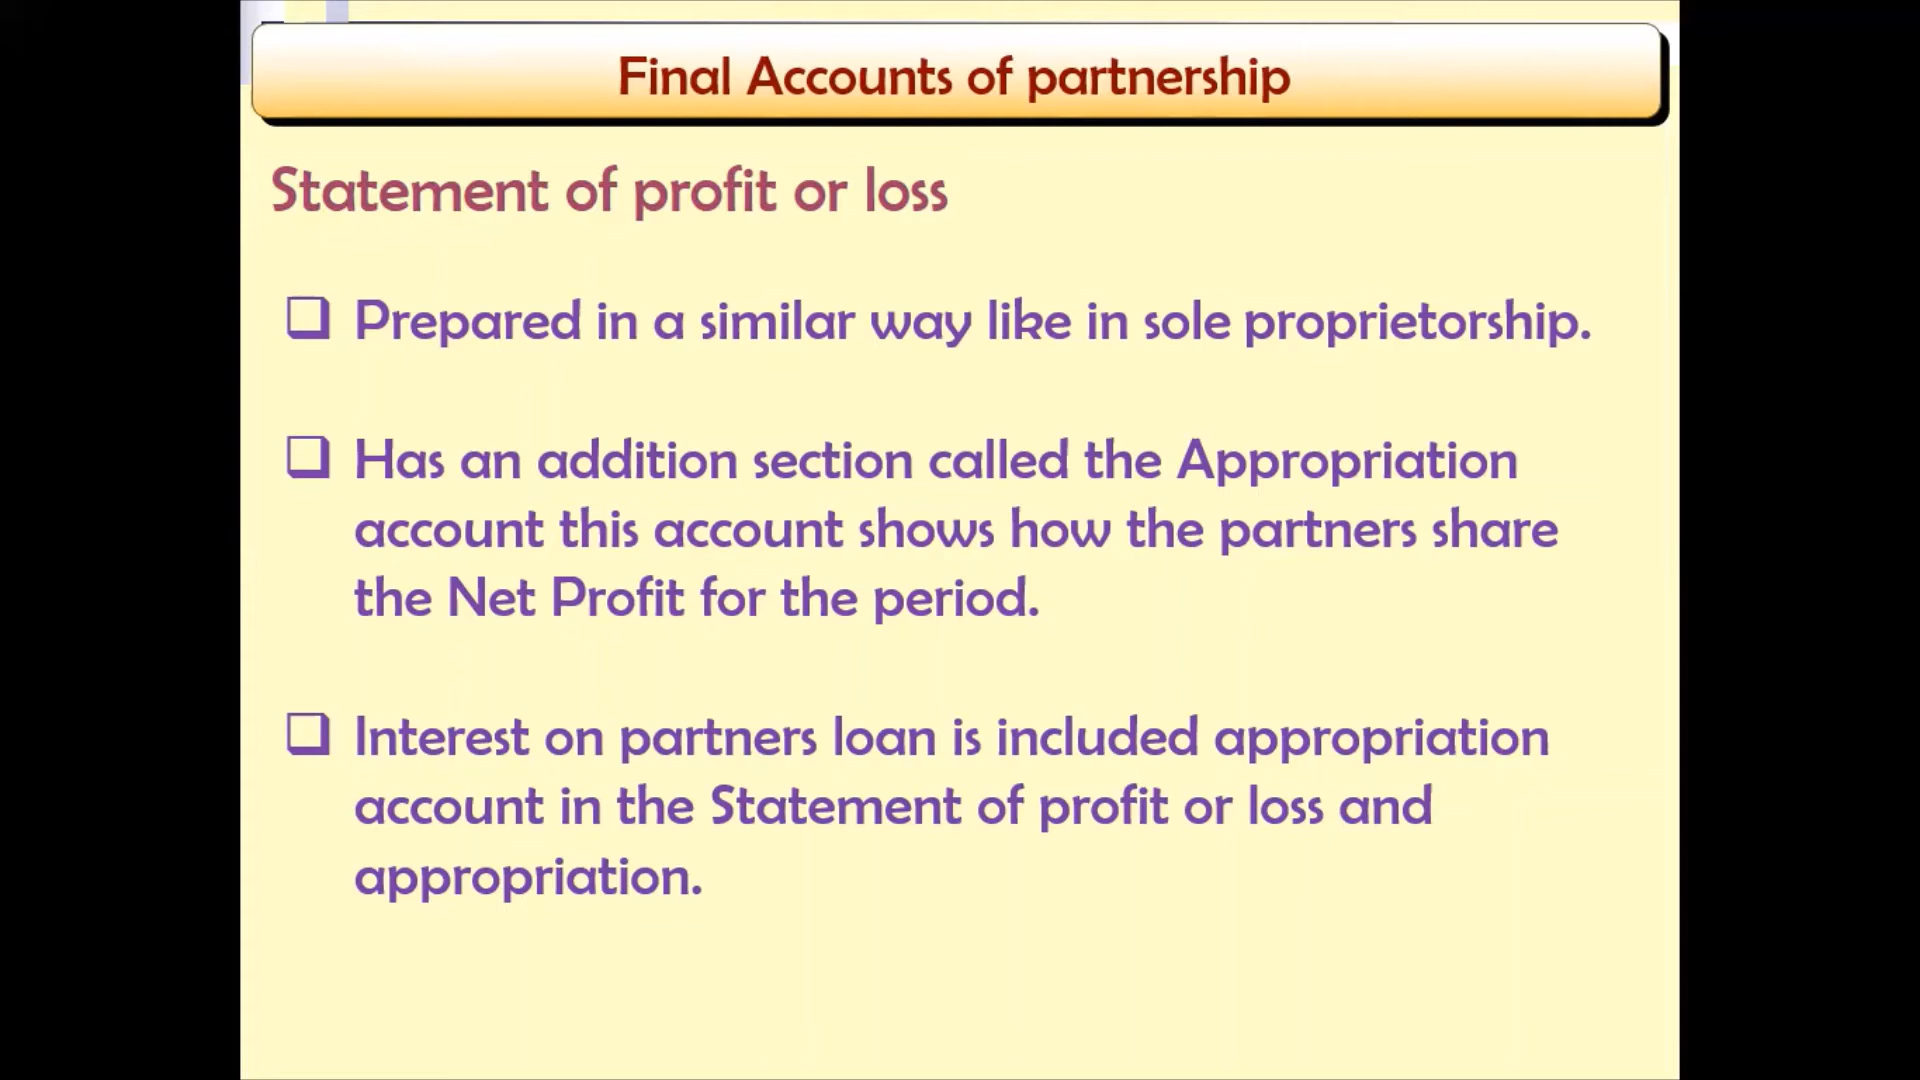 Final Accounts of partnership
Statement of profit or loss
Prepared in a similar way like in sole proprietorship.
Has an addition section called the Appropriation
account this account shows how the partners share
the Net Profit for the period.
Interest on partners loan is included appropriation
account in the Statement of profit or loss and
appropriation.